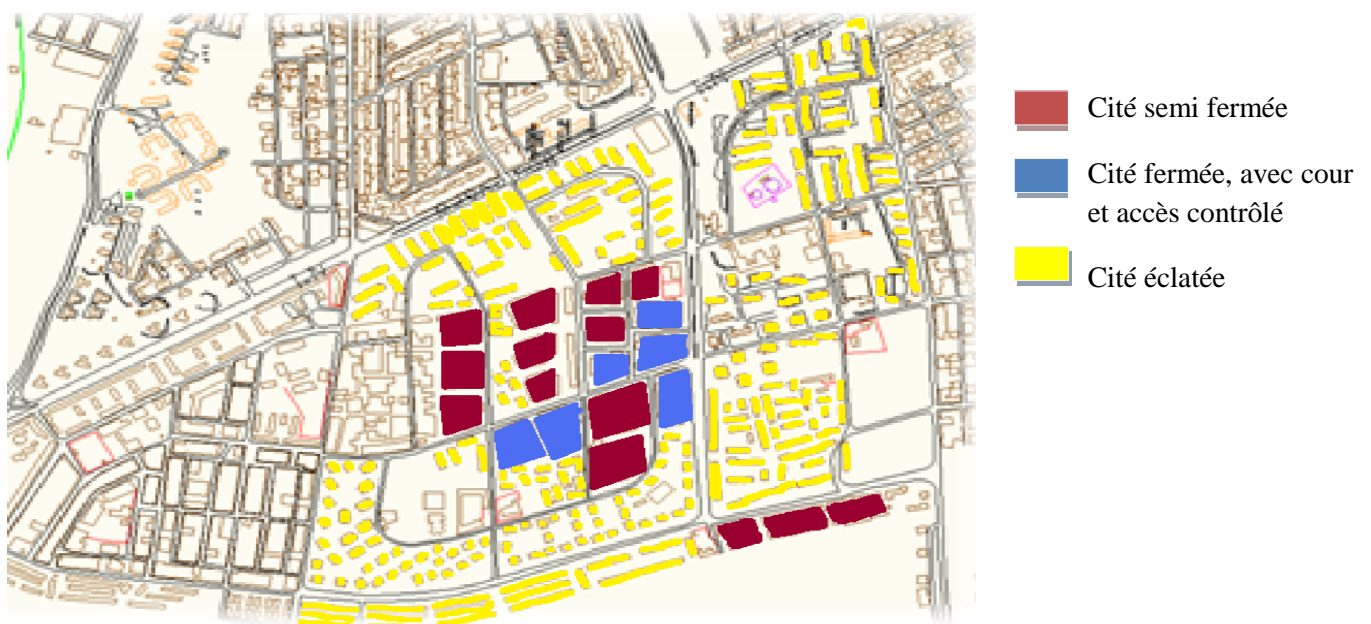 Cité semi fermée
Cité fermée, avec cour
et accès contrôlé
Cité éclatée